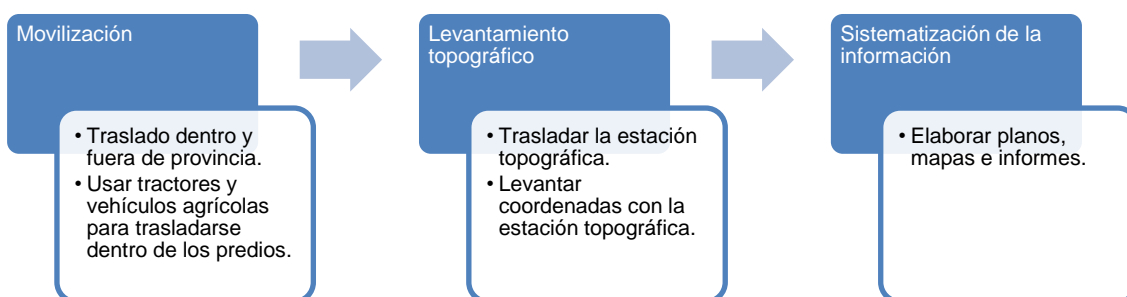 Movilización
• Traslado dentro y
fuera de provincia.
• Usar tractores y
vehículos agrícolas
para trasladarse
dentro de los predios.
Levantamiento
topográfico
• Trasladar la estación
topográfica.
• Levantar
coordenadas con la
estación topográfica.
Sistematización de la
información
• Elaborar planos,
mapas e informes.